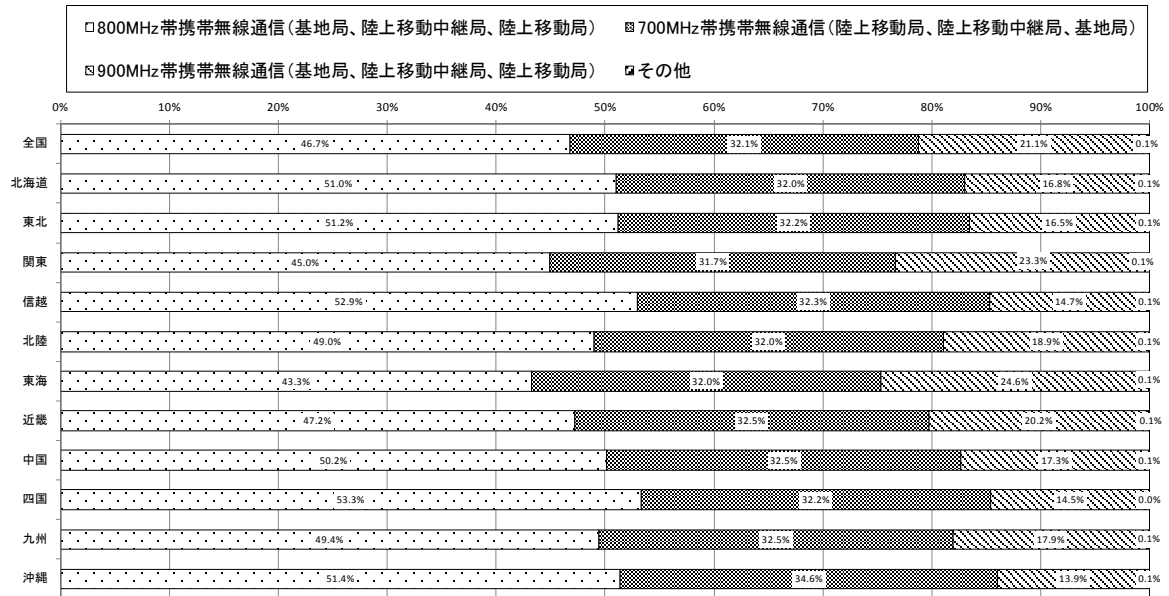 800MHz帯携帯無線通信(基地局、陸上移動中継局、陸上移動局) 700MHz帯携帯無線通信(陸上移動局、陸上移動中継局、基地局)
900MHz帯携帯無線通信(基地局、陸上移動中継局、陸上移動局) その他
0% 10% 20% 30% 40% 50% 60% 70% 80% 90% 100%
全国 46.7% 32.1% 21.1% 0.1%
北海道 51.0% 32.0% 16.8% 0.1%
東北 51.2% 32.2% 16.5% 0.1%
関東 45.0% 31.7% 23.3% 0.1%
信越 52.9% 32.3% 14.7% 0.1%
北陸 49.0% 32.0% 18.9% 0.1%
東海 43.3% 32.0% 24.6% 0.1%
近畿 47.2% 32.5% 20.2% 0.1%
中国 50.2% 32.5% 17.3% 0.1%
四国 53.3% 32.2% 14.5% 0.0%
九州 49.4% 32.5% 17.9% 0.1%
沖縄 51.4% 34.6% 13.9% 0.1%